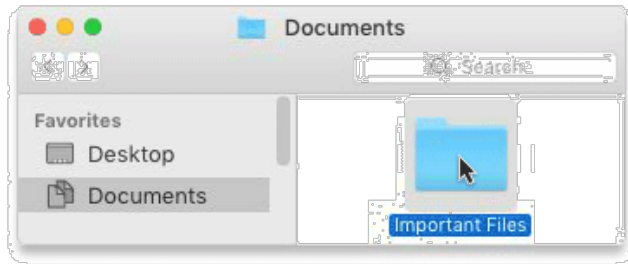 Documents
Search
Favorites
Desktop
Documents
Important Files